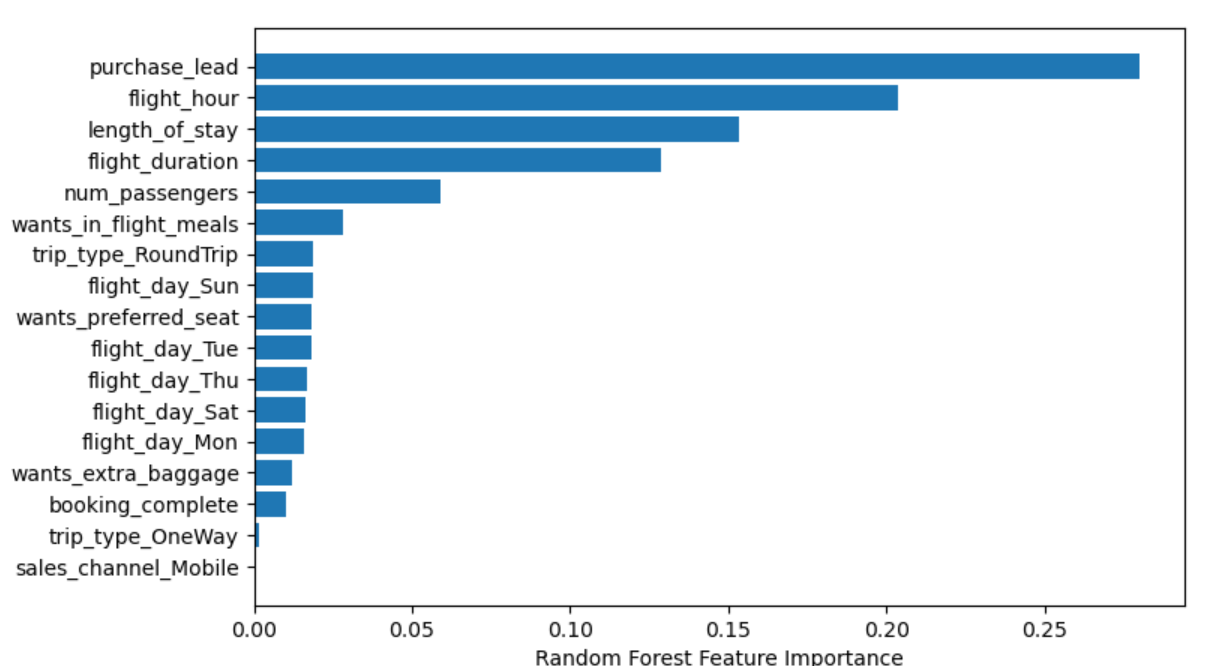 purchase_lead
flight_hour
length_of_stay
flight_duration
num_passengers
wants_in_flight_meals
trip_type_RoundTrip
flight_day_Sun
wants_preferred_seat
flight_day_Tue
flight_day_Thu
flight_day_Sat
flight_day_Mon
wants_extra_baggage
booking_complete
trip_type_OneWay
sales_channel_Mobile
0.00 0.05 0.10 0.15 0.20 0.25
Random Forest Feature Importance